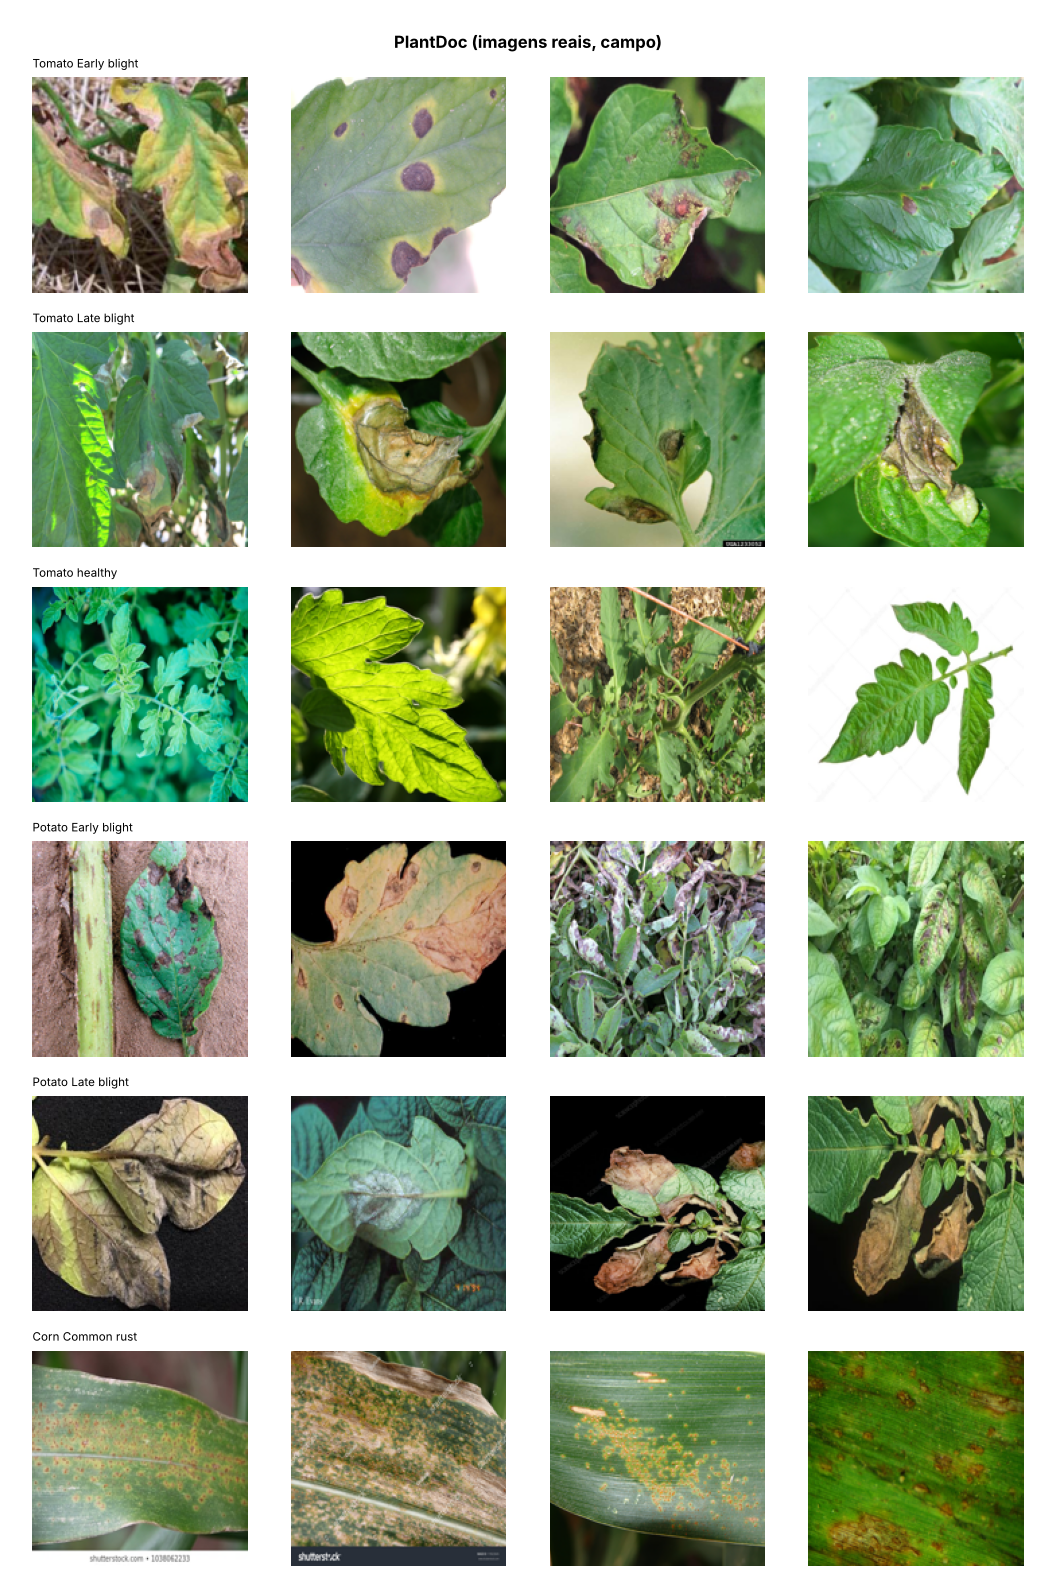 PlantDoc (imagens reais, campo)
Tomato Early blight
Tomato Late blight
Tomato healthy
Potato Early blight
Potato Late blight
Corn Common rust
shutterstock.com • 1038062233
shutterstock